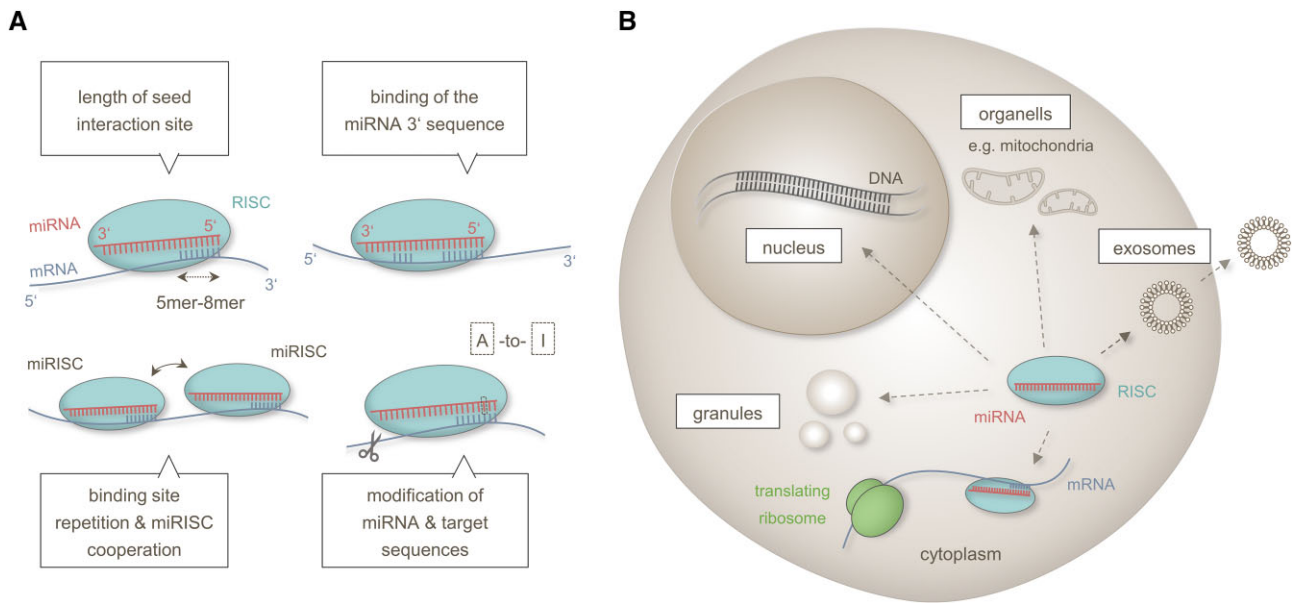 A
length of seed
interaction site
binding of the
miRNA 3‘ sequence
miRNA
3‘
5‘
RISC
mRNA
5‘
3‘
5mer-8mer
3‘
5‘
5‘
3‘
miRISC
miRISC
A -to- I
binding site
repetition & miRISC
cooperation
modification of
miRNA & target
sequences
B
organells
e.g. mitochondria
DNA
nucleus
exosomes
granules
miRNA
RISC
translating
ribosome
mRNA
cytoplasm